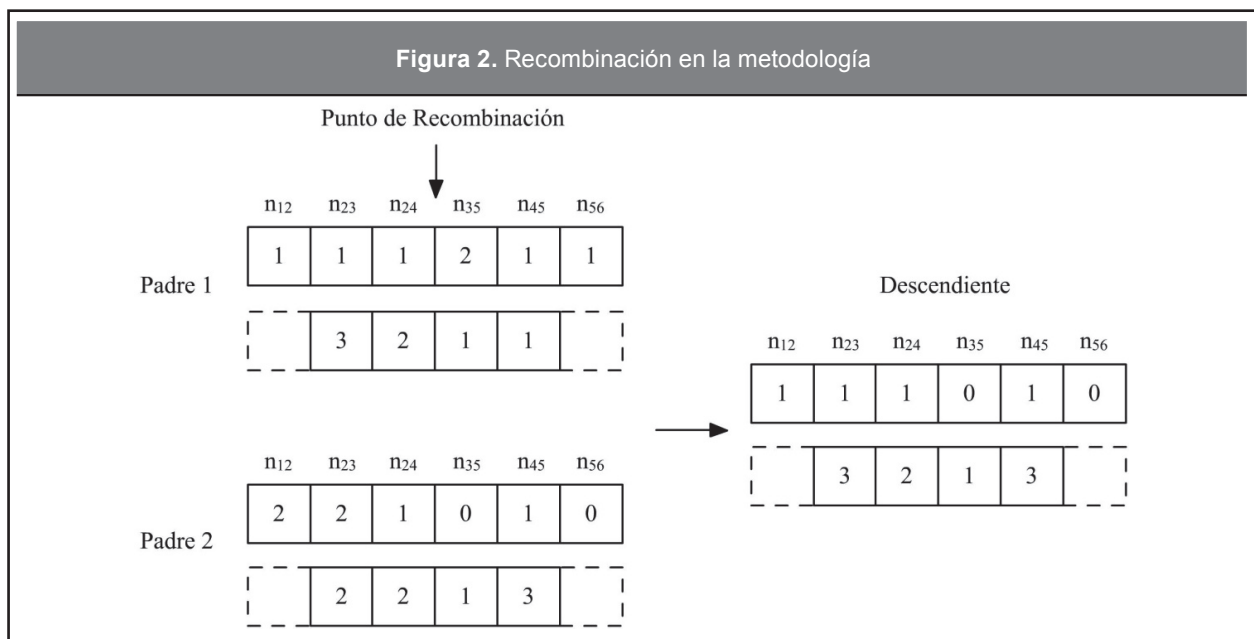 Figura 2. Recombinación en la metodología
Punto de Recombinación
n12 n23 n24 n35 n45 n56
1 1 1 2 1 1
Padre 1
3 2 1 1
n12 n23 n24 n35 n45 n56
2 2 1 0 1 0
Padre 2
2 2 1 3
Descendiente
n12 n23 n24 n35 n45 n56
1 1 1 0 1 0
3 2 1 3